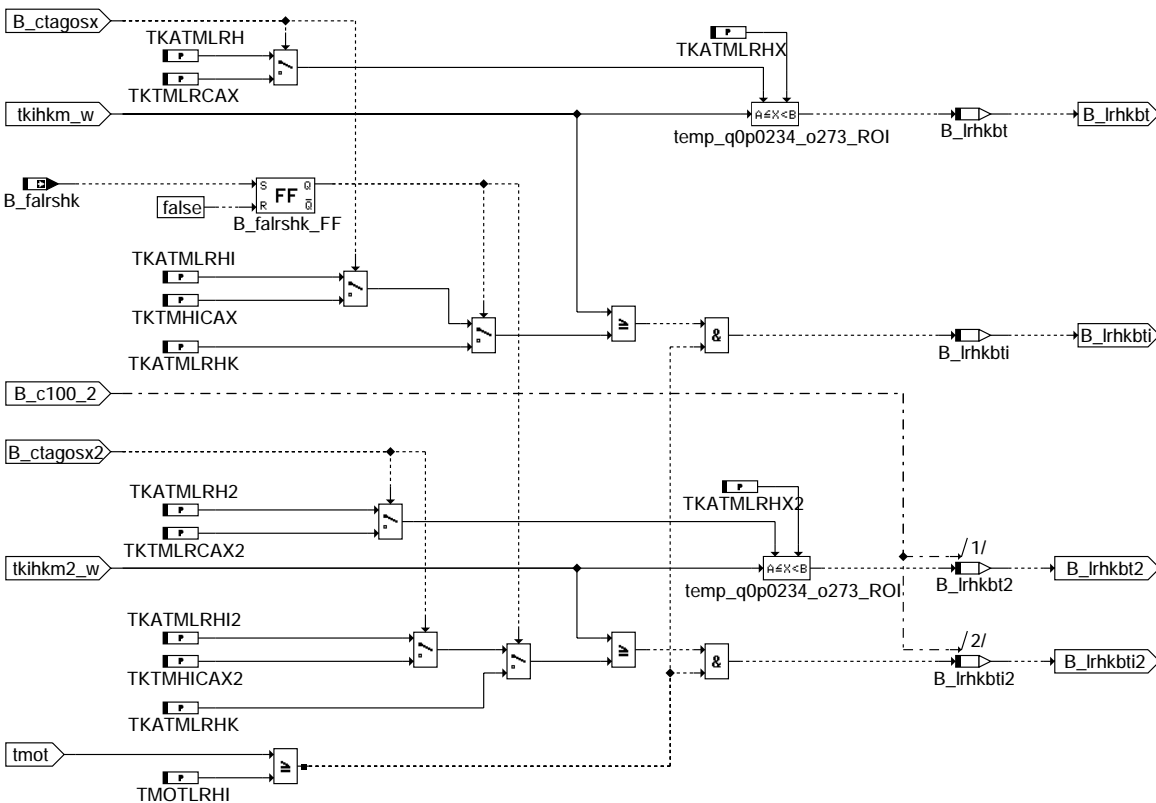 B_ctagosx
TKATMLRH
P
TKTMLRCAX
P
P
TKATMLRHX
tkihkm_w
A≤X<B
temp_q0p0234_o273_ROI
B_lrhkbt
B_lrhkbt
B_falrshk
false
S Q
FF
R Q̅
B_falrshk_FF
TKATMLRHI
P
P
TKTMHICAX
P
TKATMLRHK
≥
&
B_lrhkbti
B_lrhkbti
B_c100_2
B_ctagosx2
TKATMLRH2
P
P
TKTMLRCAX2
P
TKATMLRHX2
tkihkm2_w
A≤X<B
temp_q0p0234_o273_ROI
/1/
B_lrhkbt2
B_lrhkbt2
TKATMLRHI2
P
P
TKTMHICAX2
P
TKATMLRHK
≥
&
/2/
B_lrhkbti2
B_lrhkbti2
tmot
P
TMOTLRHI
≥